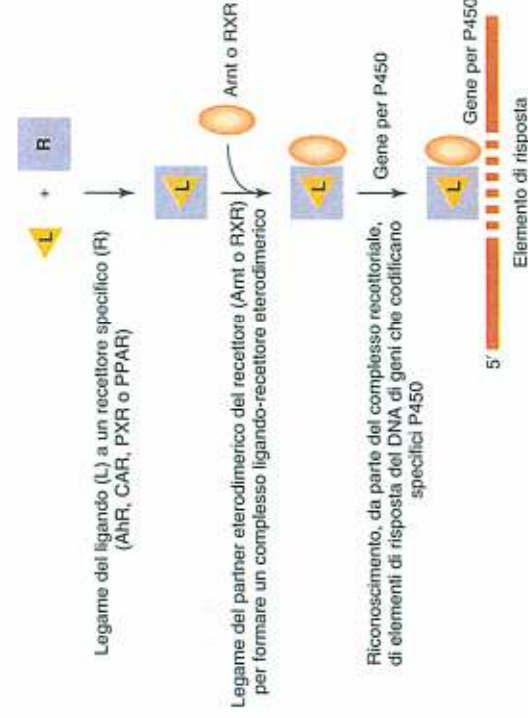 L + R
Legame del ligando (L) a un recettore specifico (R)
(AhR, CAR, PXR o PPAR)
L
Arnt o RXR
Legame del partner eterodimerico del recettore (Arnt o RXR)
per formare un complesso ligando-recettore eterodimerico
L
Riconoscimento, da parte del complesso recettoriale,
di elementi di risposta del DNA di geni che codificano
specifici P450
Gene per P450
L
Gene per P450
5′
Elemento di risposta